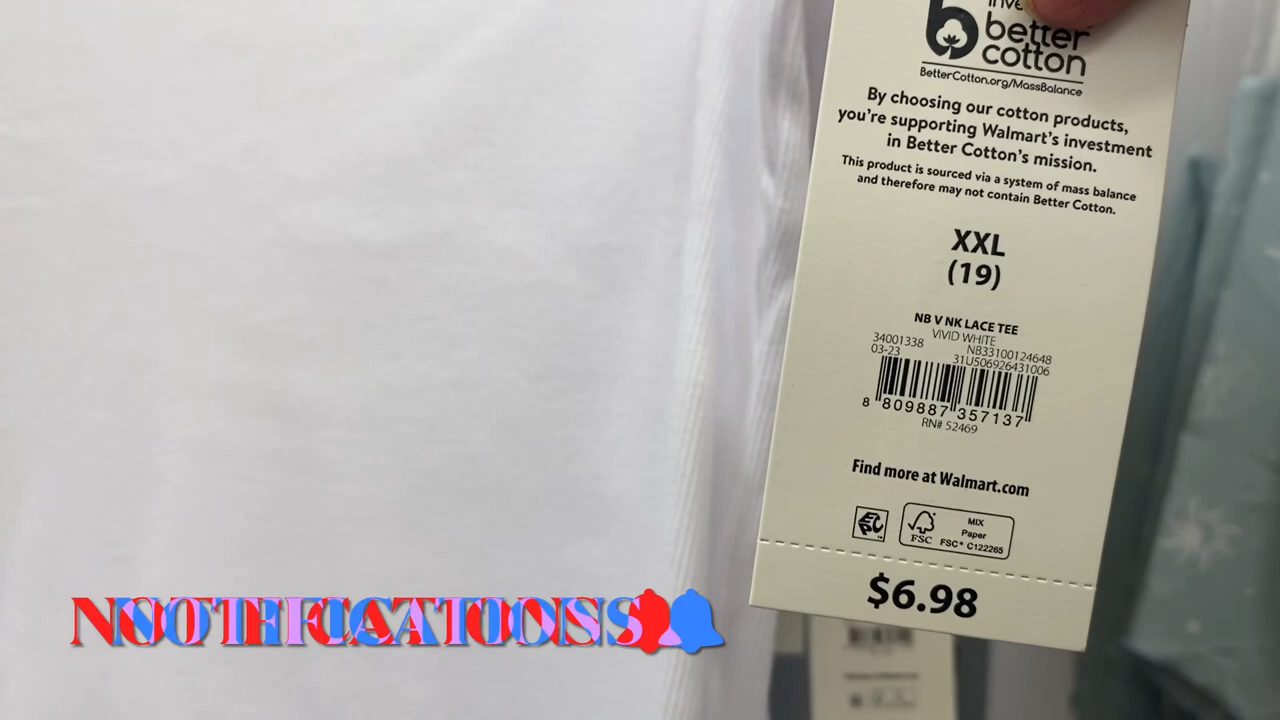 better
cotton
BetterCotton.org/MassBalance
By choosing our cotton products,
you're supporting Walmart's investment
in Better Cotton's mission.
This product is sourced via a system of mass balance
and therefore may not contain Better Cotton.
XXL
(19)
NB V NK LACE TEE
VIVID WHITE
34001338 NB33100124648
03-23 31U506926431006
8 809887 357137
RN# 52469
Find more at Walmart.com
EPC
FSC
MIX
Paper
FSC® C122265
$6.98
NOTIFICATIONS